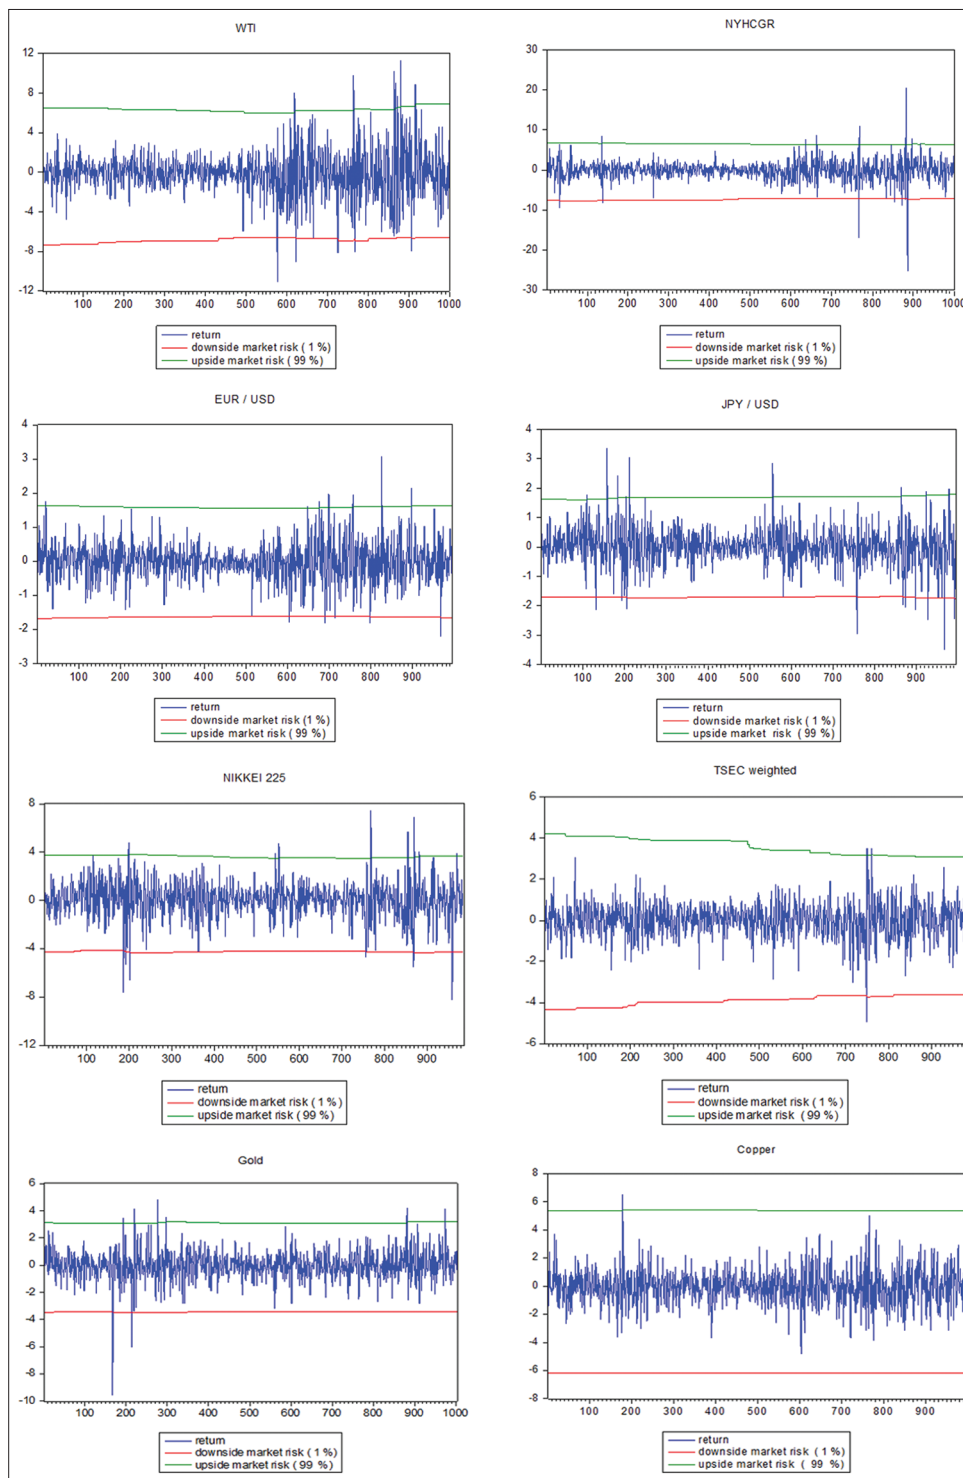 WTI
12
8
4
0
-4
-8
-12
100 200 300 400 500 600 700 800 900 1000
return
downside market risk ( 1 %)
upside market risk ( 99 %)
NYHCGR
30
20
10
0
-10
-20
-30
100 200 300 400 500 600 700 800 900 1000
return
downside market risk ( 1 %)
upside market risk ( 99 %)
EUR / USD
4
3
2
1
0
-1
-2
-3
100 200 300 400 500 600 700 800 900
return
downside market risk (1 %)
upside market risk ( 99 %)
JPY / USD
4
3
2
1
0
-1
-2
-3
-4
100 200 300 400 500 600 700 800 900
return
downside market risk ( 1 %)
upside market risk ( 99 %)
NIKKEI 225
8
4
0
-4
-8
-12
100 200 300 400 500 600 700 800 900
return
downside market risk ( 1 %)
upside market risk ( 99 %)
TSEC weighted
6
4
2
0
-2
-4
-6
100 200 300 400 500 600 700 800 900
return
downside market risk ( 1 %)
upside market risk ( 99 %)
Gold
6
4
2
0
-2
-4
-6
-8
-10
100 200 300 400 500 600 700 800 900 1000
return
downside market risk ( 1 %)
upside market risk ( 99 %)
Copper
8
6
4
2
0
-2
-4
-6
-8
100 200 300 400 500 600 700 800 900
return
downside market risk ( 1 %)
upside market risk ( 99 %)